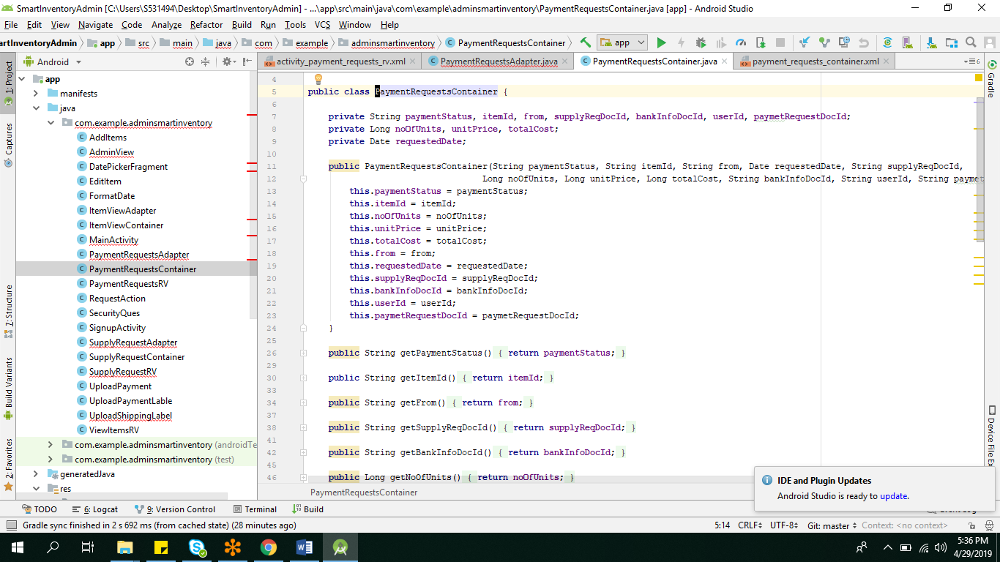 SmartInventoryAdmin [C:\Users\S531494\Desktop\SmartInventoryAdmin] - ...\app\src\main\java\com\example\adminsmartinventory\PaymentRequestsContainer.java [app] - Android Studio
File Edit View Navigate Code Analyze Refactor Build Run Tools VCS Window Help
artInventoryAdmin app src main java com example adminsmartinventory PaymentRequestsContainer app
Android
activity_payment_requests_rv.xml PaymentRequestsAdapter.java PaymentRequestsContainer.java payment_requests_container.xml 6
1: Project
Captures
7: Structure
Build Variants
2: Favorites
app
manifests
java
com.example.adminsmartinventory
AddItems
AdminView
DatePickerFragment
EditItem
FormatDate
ItemViewAdapter
ItemViewContainer
MainActivity
PaymentRequestsAdapter
PaymentRequestsContainer
PaymentRequestsRV
RequestAction
SecurityQues
SignupActivity
SupplyRequestAdapter
SupplyRequestContainer
SupplyRequestRV
UploadPayment
UploadPaymentLable
UploadShippingLabel
ViewItemsRV
com.example.adminsmartinventory (androidTe
com.example.adminsmartinventory (test)
generatedJava
res
4
5 public class PaymentRequestsContainer {
6
7 private String paymentStatus, itemId, from, supplyReqDocId, bankInfoDocId, userId, paymetRequestDocId;
8 private Long noOfUnits, unitPrice, totalCost;
9 private Date requestedDate;
10
11 public PaymentRequestsContainer(String paymentStatus, String itemId, String from, Date requestedDate, String supplyReqDocId,
12 Long noOfUnits, Long unitPrice, Long totalCost, String bankInfoDocId, String userId, String paymet
13 this.paymentStatus = paymentStatus;
14 this.itemId = itemId;
15 this.noOfUnits = noOfUnits;
16 this.unitPrice = unitPrice;
17 this.totalCost = totalCost;
18 this.from = from;
19 this.requestedDate = requestedDate;
20 this.supplyReqDocId = supplyReqDocId;
21 this.bankInfoDocId = bankInfoDocId;
22 this.userId = userId;
23 this.paymetRequestDocId = paymetRequestDocId;
24 }
25
26 public String getPaymentStatus() { return paymentStatus; }
29
30 public String getItemId() { return itemId; }
33
34 public String getFrom() { return from; }
37
38 public String getSupplyReqDocId() { return supplyReqDocId; }
41
42 public String getBankInfoDocId() { return bankInfoDocId; }
45
46 public Long getNoOfUnits() { return noOfUnits; }
PaymentRequestsContainer
Gradle
Device File Ex
IDE and Plugin Updates
Android Studio is ready to update.
TODO 6: Logcat 9: Version Control Terminal Build
Gradle sync finished in 2 s 692 ms (from cached state) (28 minutes ago) 5:14 CRLF UTF-8 Git: master Context: <no context>
5:36 PM
4/29/2019